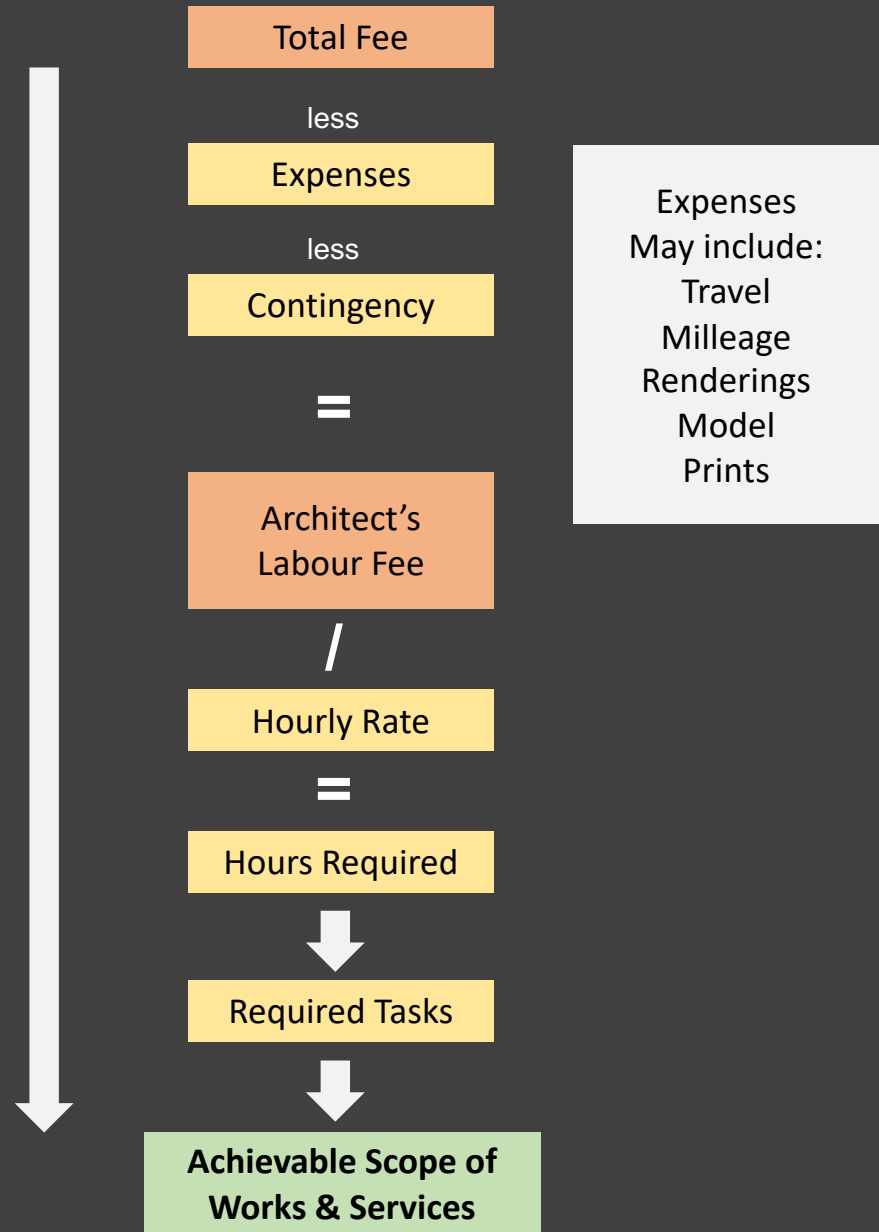 Total Fee
less
Expenses
less
Contingency
=
Architect’s
Labour Fee
/
Hourly Rate
=
Hours Required
Required Tasks
Achievable Scope of
Works & Services
Expenses
May include:
Travel
Milleage
Renderings
Model
Prints